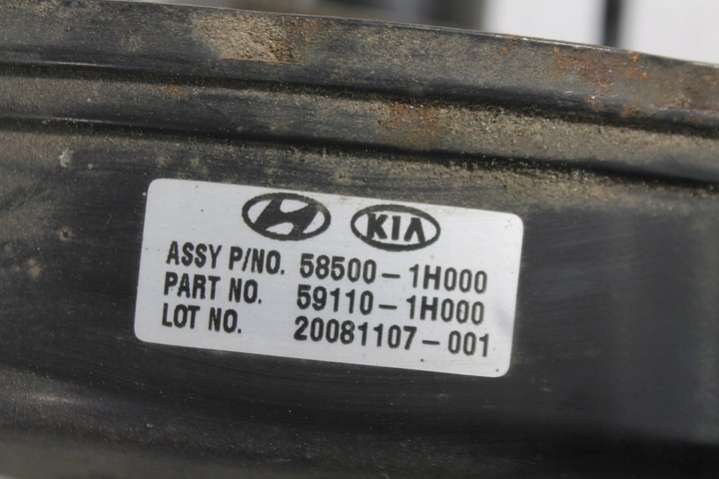 KIA
ASSY P/NO. 58500-1H000
PART NO. 59110-1H000
LOT NO. 20081107-001